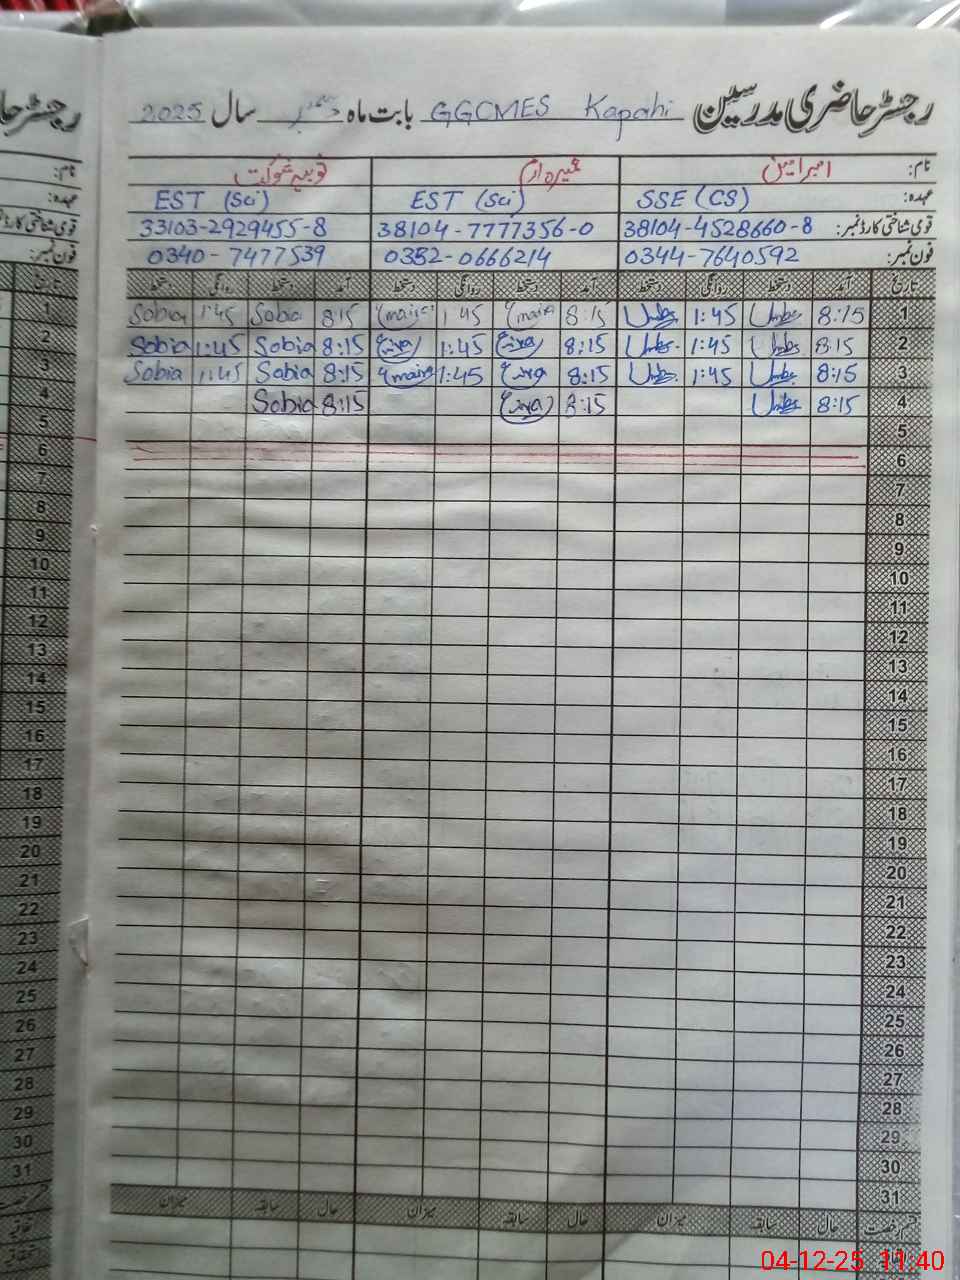 رجسٹر حاضری مدرسین GGCMES Kapahi بابت ماہ دسمبر سال 2025
نام: امبرامین ثوبیہ شوکت
عہدہ: SSE (CS) EST (Sci) EST (Sci)
قومی شناختی کارڈ نمبر: 38104-4528660-8 38104-7777356-0 33103-2929455-8
فون نمبر: 0344-7640592 0332-0666214 0340-7477539
تاریخ آمد دستخط روانگی دستخط آمد دستخط روانگی دستخط آمد دستخط روانگی دستخط
1 8:15 1:45 8:15 1:45 8:15 Sobia 1:45 Sobia
2 8:15 1:45 8:15 1:45 8:15 Sobia 1:45 Sobia
3 8:15 1:45 8:15 1:45 8:15 Sobia 1:45 Sobia
4 8:15 8:15 8:15 Sobia
5
6
7
8
9
10
11
12
13
14
15
16
17
18
19
20
21
22
23
24
25
26
27
28
29
30
31
قسم رخصت حال سابقہ میزان حال سابقہ میزان حال سابقہ میزان
04-12-25 11:40